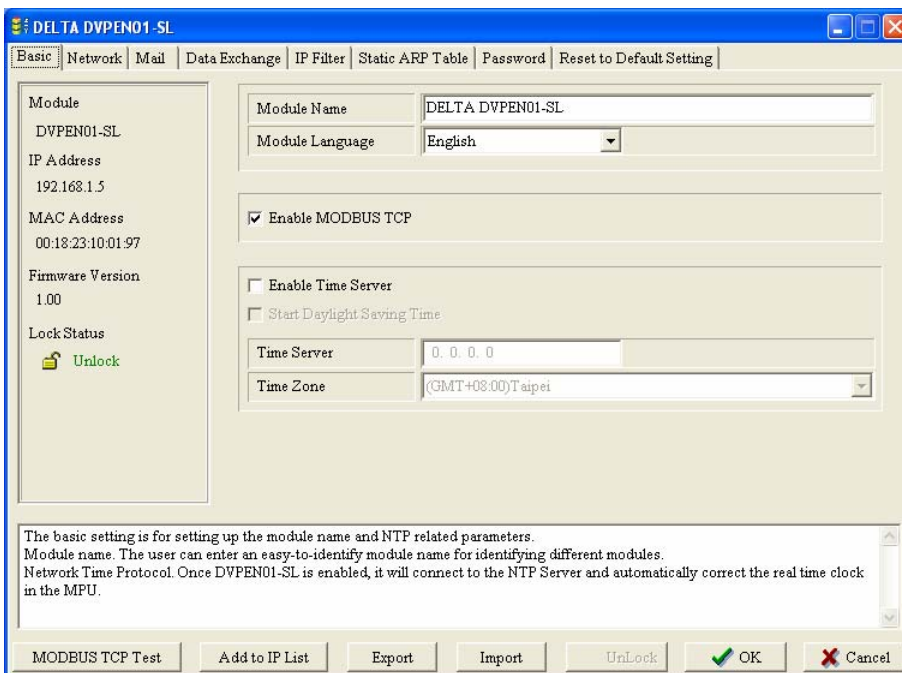 DELTA DVPEN01-SL
Basic Network Mail Data Exchange IP Filter Static ARP Table Password Reset to Default Setting
Module
DVPEN01-SL
IP Address
192.168.1.5
MAC Address
00:18:23:10:01:97
Firmware Version
1.00
Lock Status
Unlock
Module Name DELTA DVPEN01-SL
Module Language English
Enable MODBUS TCP
Enable Time Server
Start Daylight Saving Time
Time Server 0. 0. 0. 0
Time Zone (GMT+08:00)Taipei
The basic setting is for setting up the module name and NTP related parameters.
Module name. The user can enter an easy-to-identify module name for identifying different modules.
Network Time Protocol. Once DVPEN01-SL is enabled, it will connect to the NTP Server and automatically correct the real time clock
in the MPU.
MODBUS TCP Test Add to IP List Export Import UnLock OK Cancel